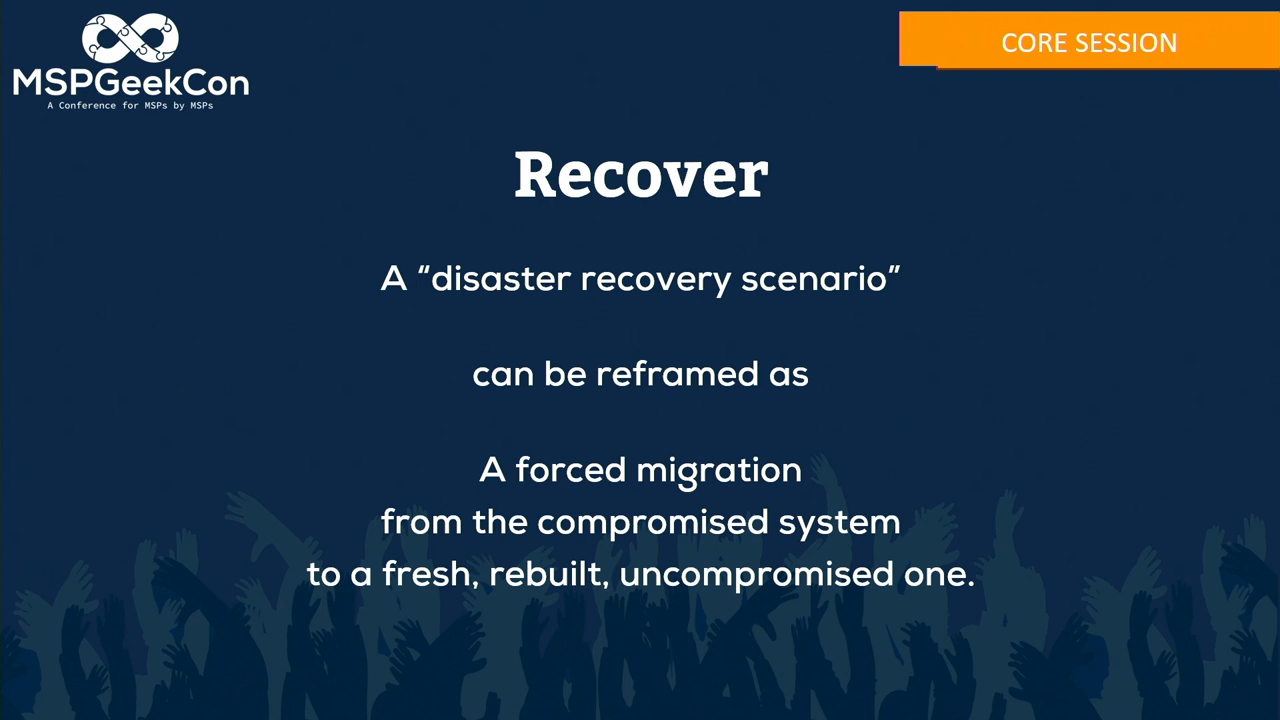 MSPGeekCon
A Conference for MSPs by MSPs
CORE SESSION
Recover
A “disaster recovery scenario”
can be reframed as
A forced migration
from the compromised system
to a fresh, rebuilt, uncompromised one.